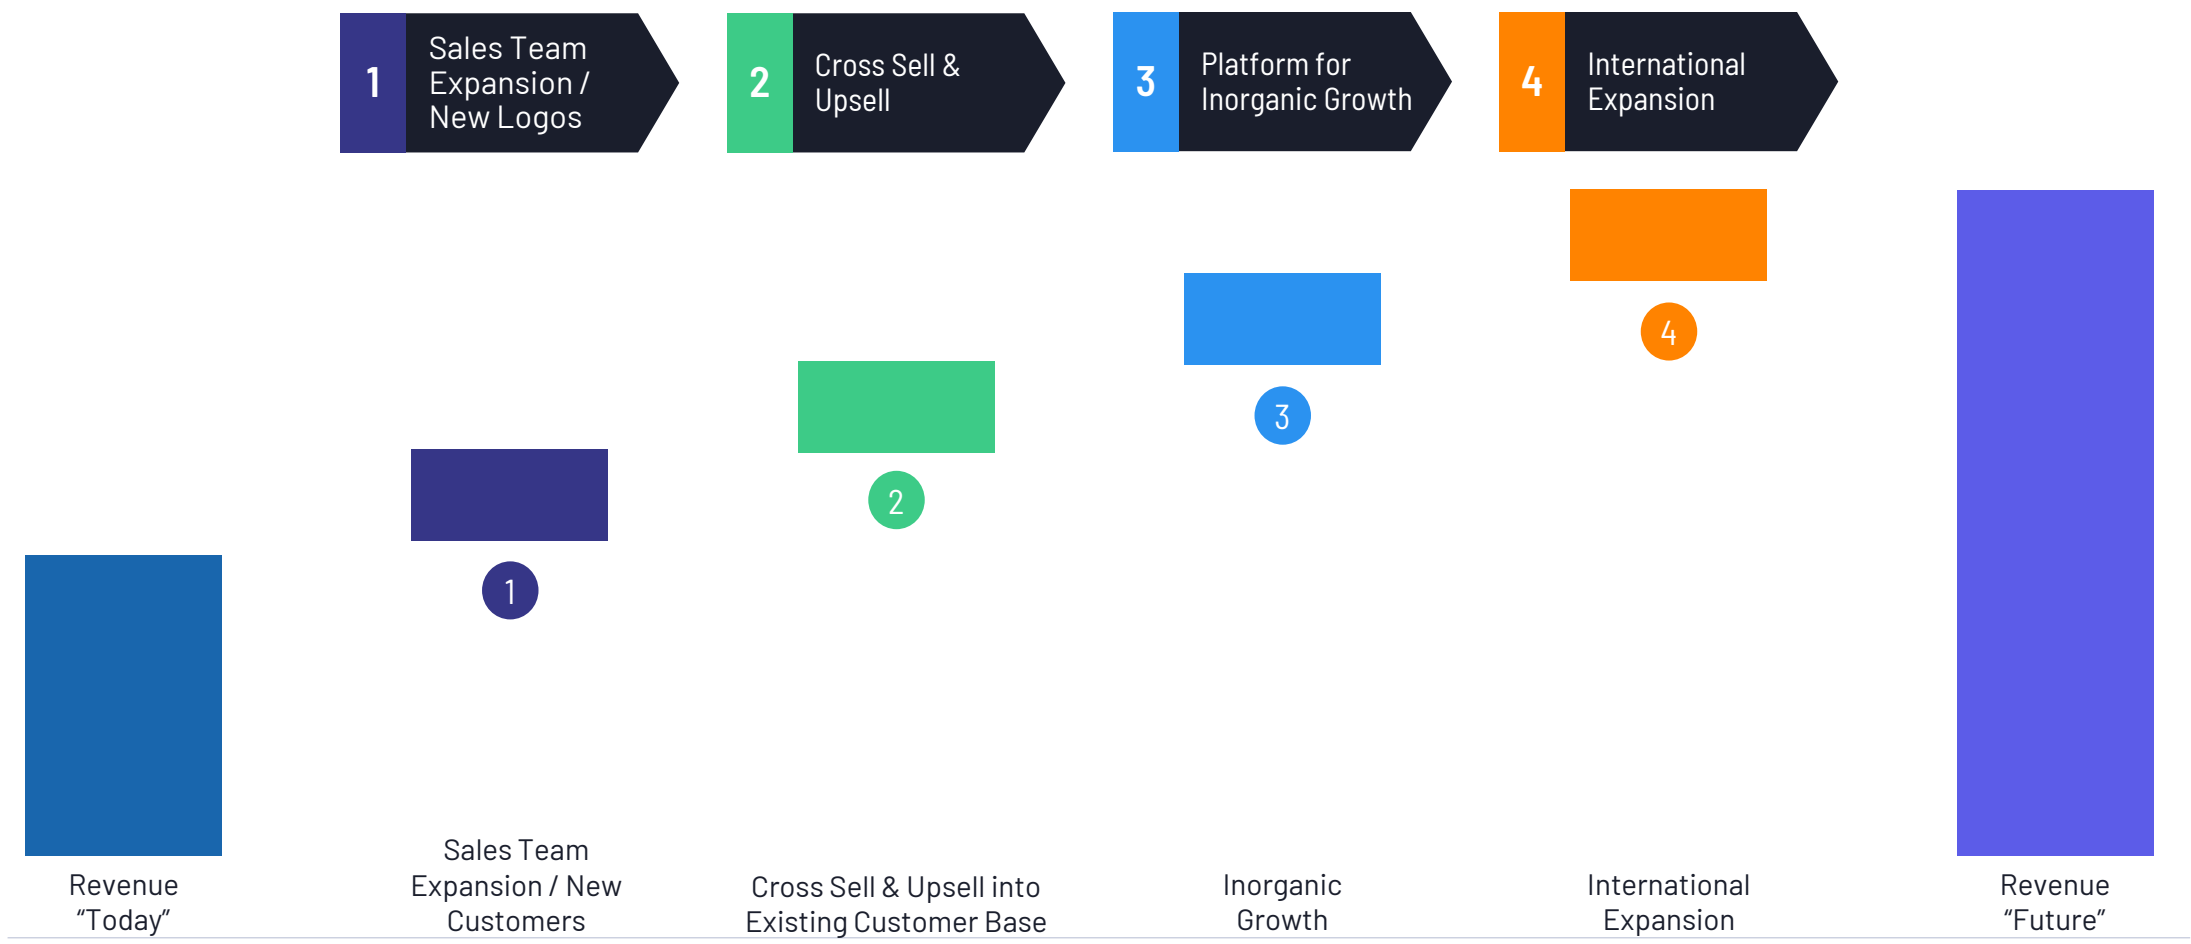 1
Sales Team
Expansion /
New Logos
2
Cross Sell &
Upsell
3
Platform for
Inorganic Growth
4
International
Expansion
4
3
2
1
Revenue
“Today”
Sales Team
Expansion / New
Customers
Cross Sell & Upsell into
Existing Customer Base
Inorganic
Growth
International
Expansion
Revenue
“Future”